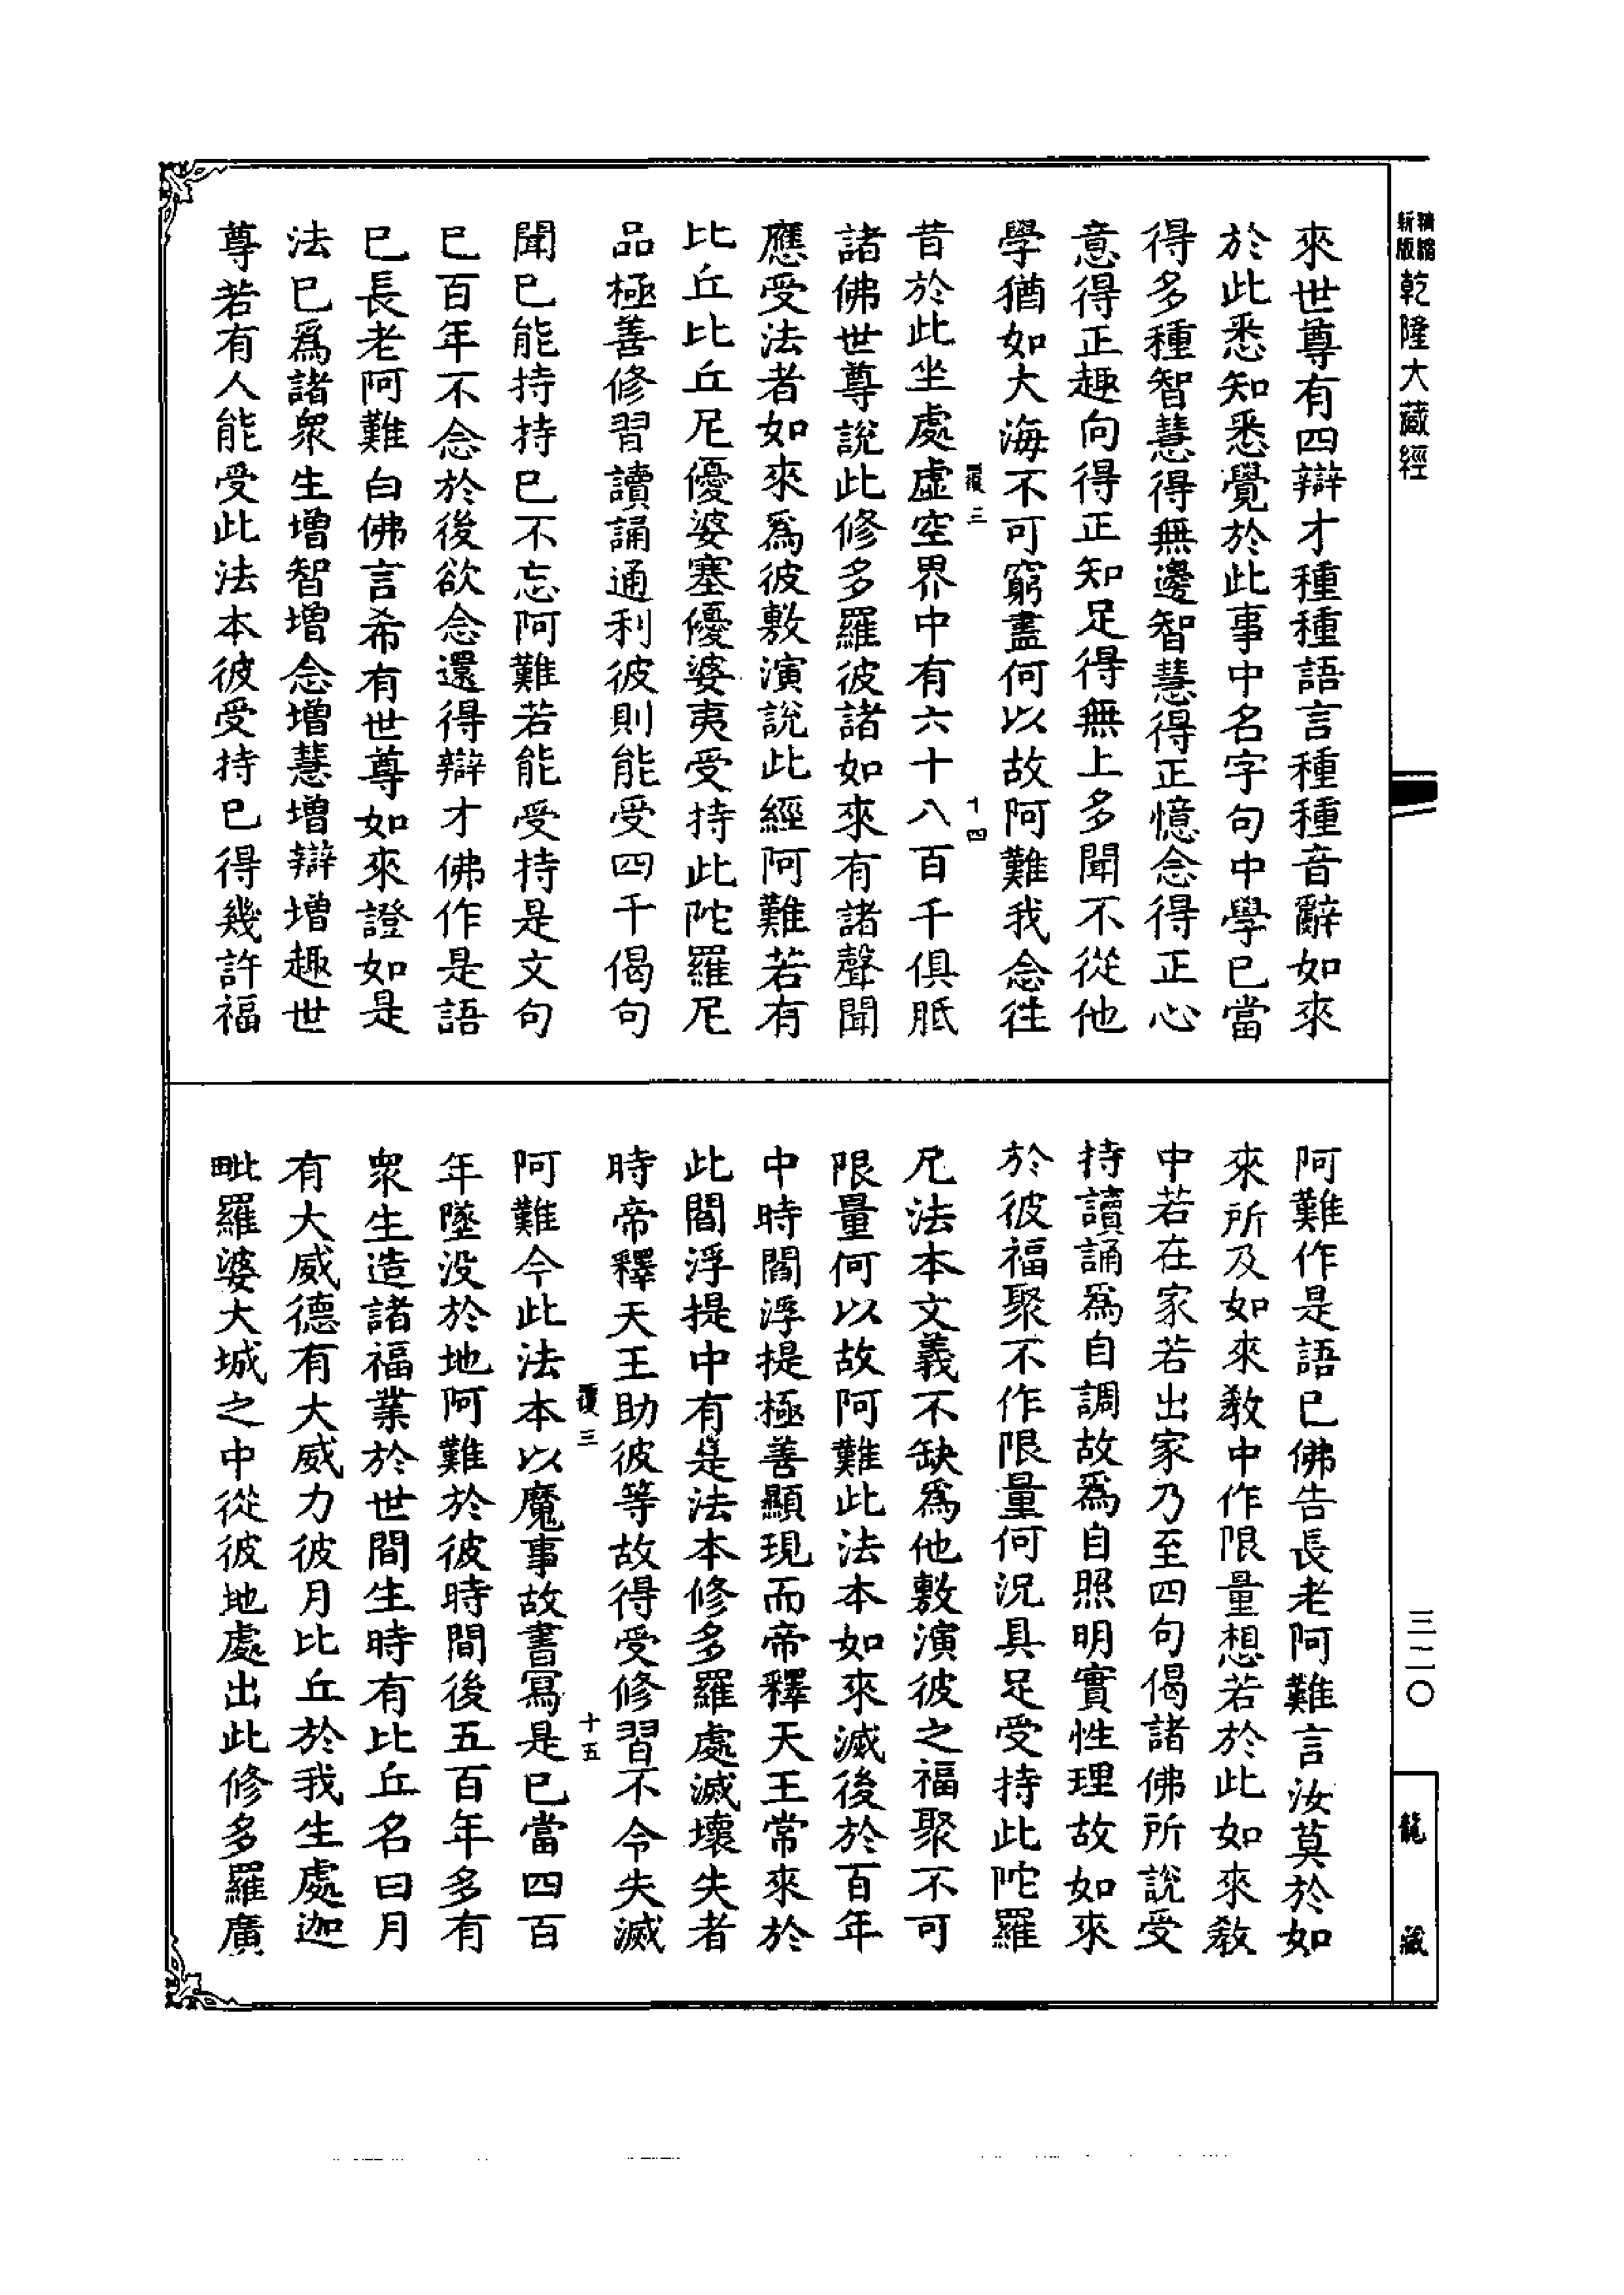 精縮
新版
乾隆大藏經
來世尊有四辯才種種語言種種音辭如來
於此悉知悉覺於此事中名字句中學已當
得多種智慧得無邊智慧得正憶念得正心
意得正趣向得正知足得無上多聞不從他
學猶如大海不可窮盡何以故阿難我念往
覆三
十四
昔於此坐處虛空界中有六十八百千俱胝
諸佛世尊說此修多羅彼諸如來有諸聲聞
應受法者如來爲彼敷演說此經阿難若有
比丘比丘尼優婆塞優婆夷受持此陀羅尼
品極善修習讀誦通利彼則能受四千偈句
聞已能持持已不忘阿難若能受持是文句
已百年不念於後欲念還得辯才佛作是語
已長老阿難白佛言希有世尊如來證如是
法已爲諸衆生增智增念增慧增辯增趣世
尊若有人能受此法本彼受持已得幾許福
阿難作是語已佛告長老阿難言汝莫於如
來所及如來教中作限量想若於此如來教
中若在家若出家乃至四句偈諸佛所說受
持讀誦爲自調故爲自照明實性理故如來
於彼福聚不作限量何況具足受持此陀羅
尼法本文義不缺爲他敷演彼之福聚不可
限量何以故阿難此法本如來滅後於百年
中時閻浮提極善顯現而帝釋天王常來於
此閻浮提中有是法本修多羅處滅壞失者
時帝釋天王助彼等故得受修習不令失滅
覆三
十五
阿難今此法本以魔事故書寫是已當四百
年墜没於地阿難於彼時間後五百年多有
衆生造諸福業於世間生時有比丘名曰月
有大威德有大威力彼月比丘於我生處迦
毗羅婆大城之中從彼地處出此修多羅廣
三二〇
龍藏